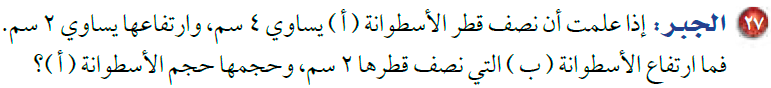 ٢٧ الجبر: إذا علمت أن نصف قطر الأسطوانة (أ) يساوي ٤ سم، وارتفاعها يساوي ٢ سم.
فما ارتفاع الأسطوانة (ب) التي نصف قطرها ٢ سم، وحجمها حجم الأسطوانة (أ)؟